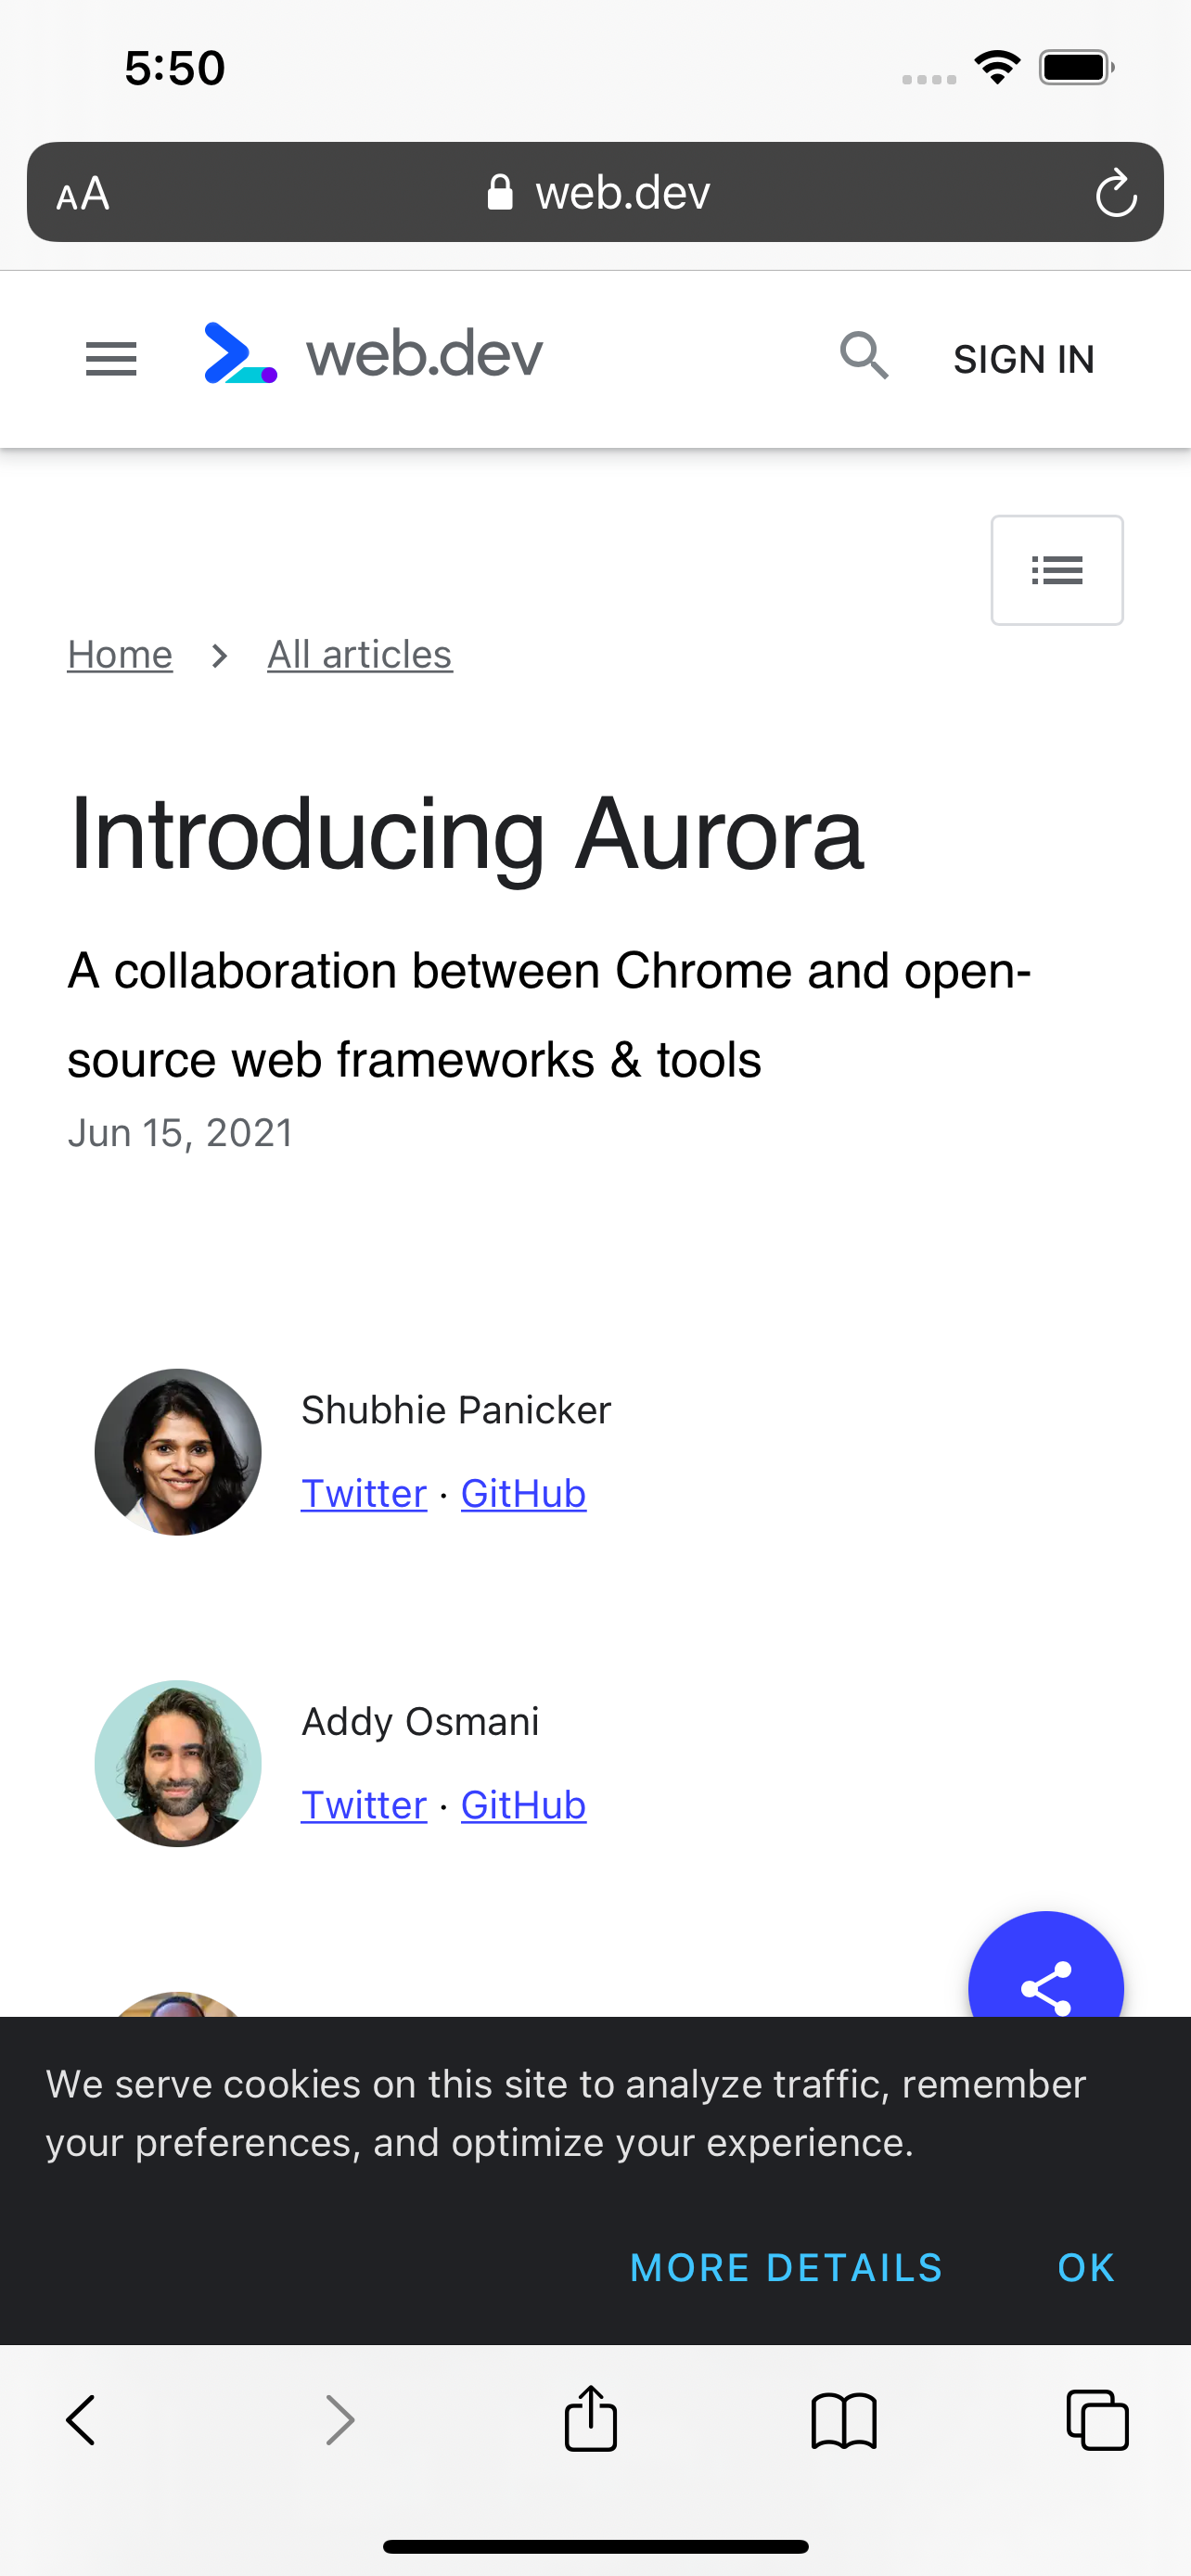 5:50
AA
web.dev
web.dev
SIGN IN
Home
All articles
Introducing Aurora
A collaboration between Chrome and open-
source web frameworks & tools
Jun 15, 2021
Shubhie Panicker
Twitter · GitHub
Addy Osmani
Twitter · GitHub
We serve cookies on this site to analyze traffic, remember
your preferences, and optimize your experience.
MORE DETAILS
OK